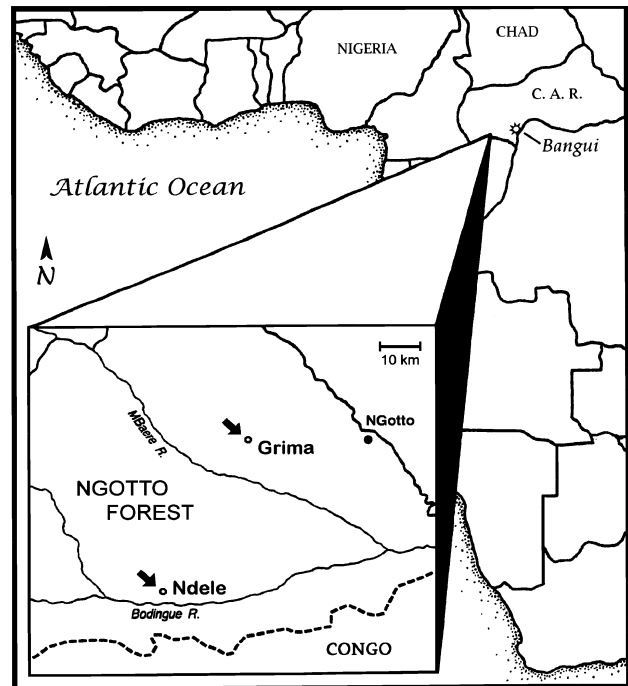 NIGERIA
CHAD
C. A. R.
Bangui
Atlantic Ocean
N
10 km
MBaere R.
NGotto
Grima
NGOTTO
FOREST
Ndele
Bodingue R.
CONGO